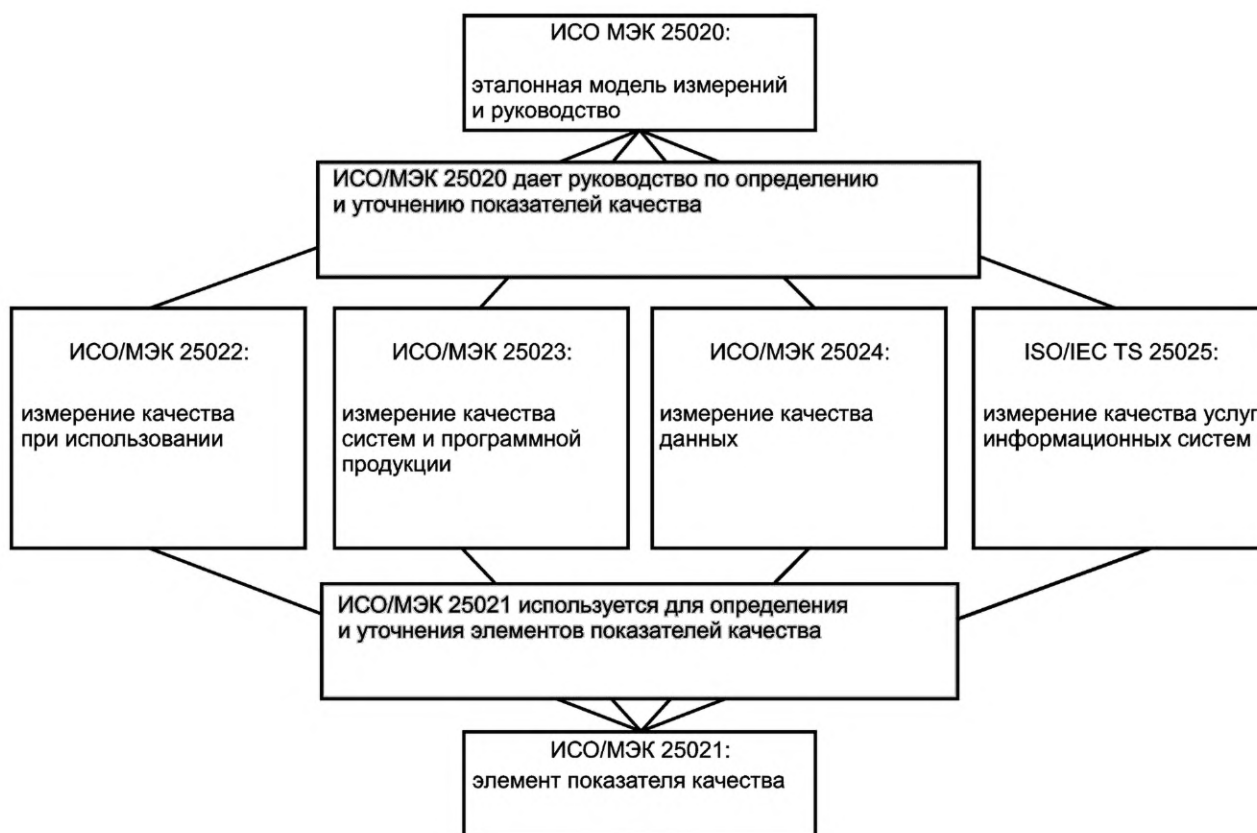 ИСО МЭК 25020:
эталонная модель измерений
и руководство
ИСО/МЭК 25020 дает руководство по определению
и уточнению показателей качества
ИСО/МЭК 25022:
измерение качества
при использовании
ИСО/МЭК 25023:
измерение качества
систем и программной
продукции
ИСО/МЭК 25024:
измерение качества
данных
ISO/IEC TS 25025:
измерение качества услуг
информационных систем
ИСО/МЭК 25021 используется для определения
и уточнения элементов показателей качества
ИСО/МЭК 25021:
элемент показателя качества